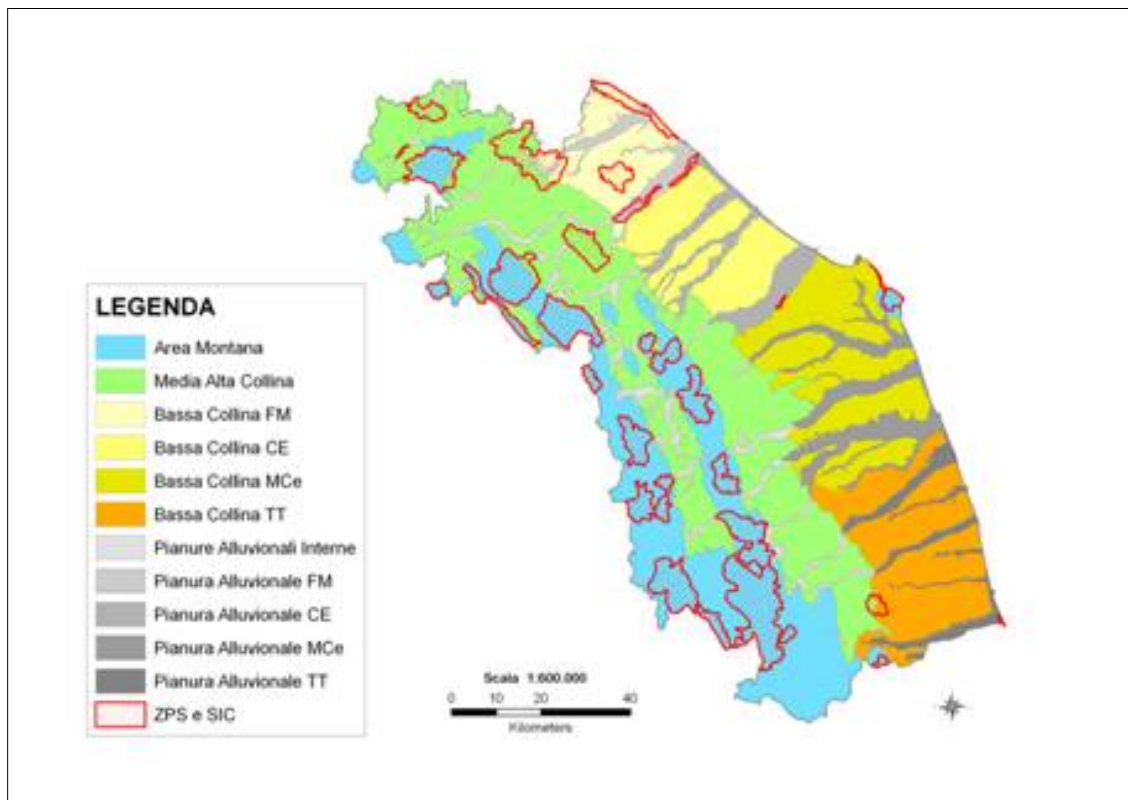 LEGENDA
Area Montana
Media Alta Collina
Bassa Collina FM
Bassa Collina CE
Bassa Collina MCe
Bassa Collina TT
Pianure Alluvionali Interne
Pianura Alluvionale FM
Pianura Alluvionale CE
Pianura Alluvionale MCe
Pianura Alluvionale TT
ZPS e SIC
Scala 1:600.000
0 10 20 40
Kilometers